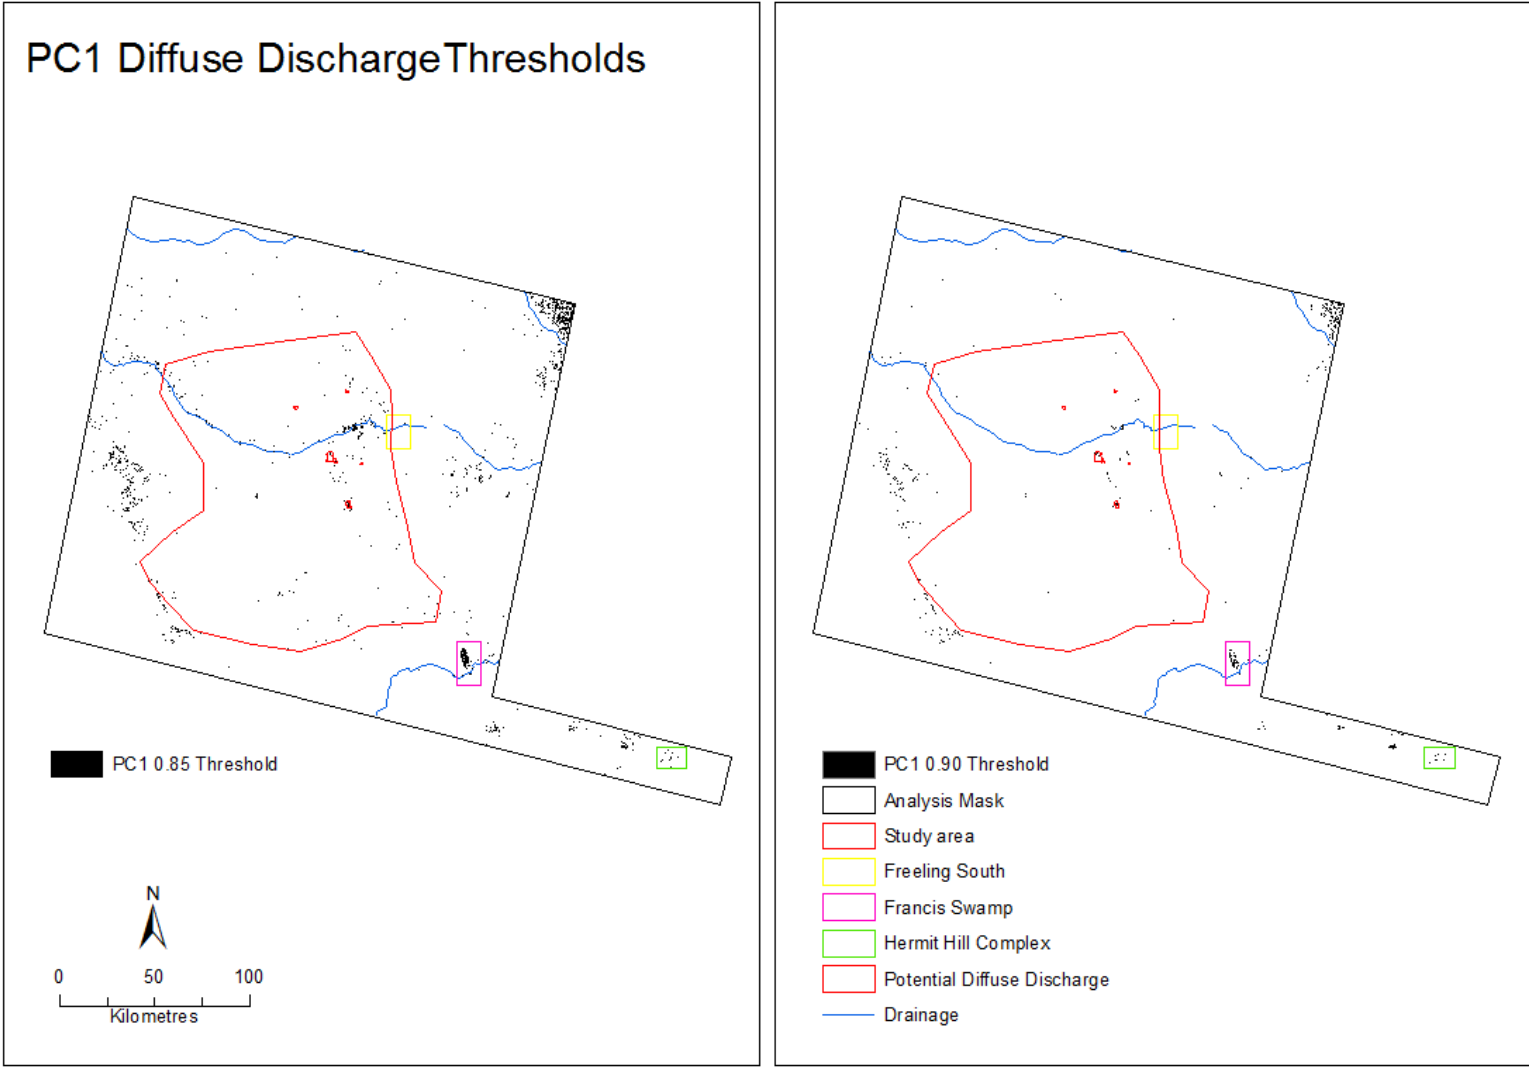 PC1 Diffuse DischargeThresholds
PC1 0.85 Threshold
N
0 50 100
Kilometres
PC1 0.90 Threshold
Analysis Mask
Study area
Freeling South
Francis Swamp
Hermit Hill Complex
Potential Diffuse Discharge
Drainage